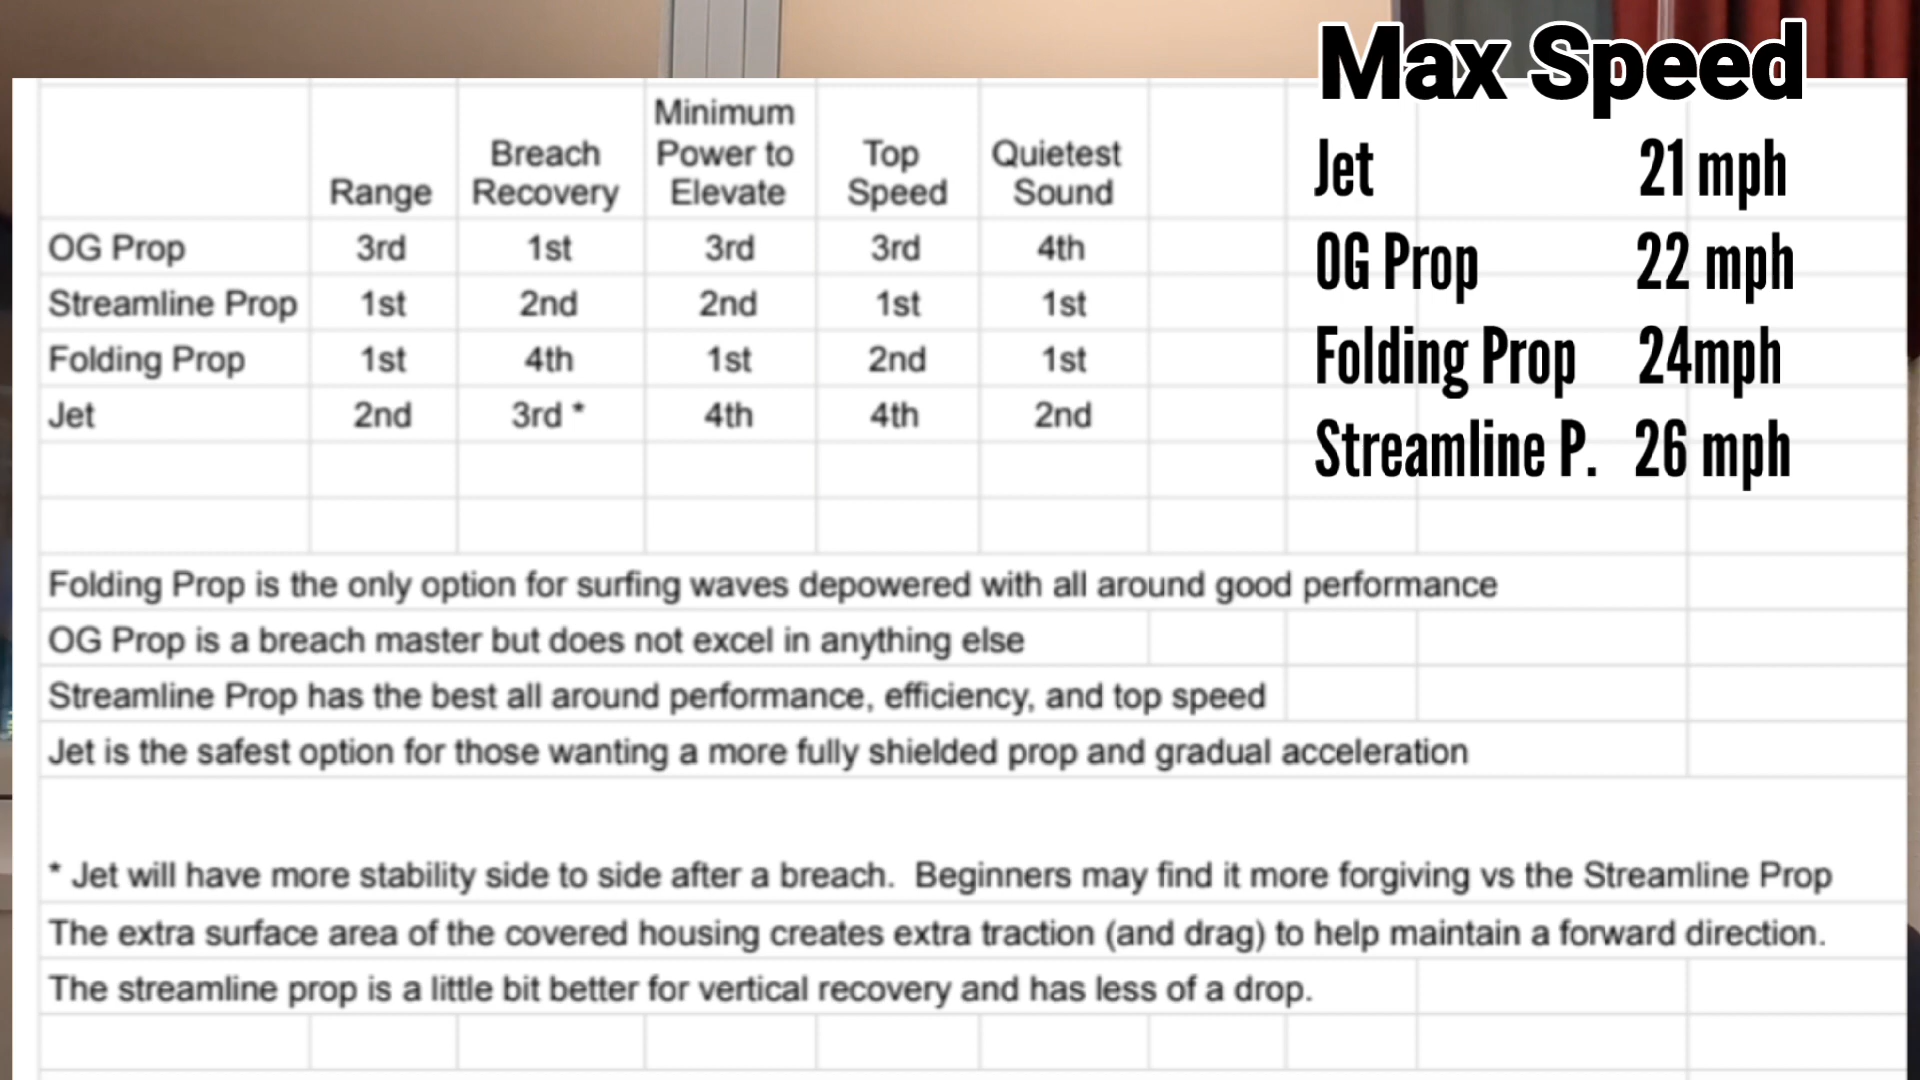 Max Speed
Jet 21 mph
OG Prop 22 mph
Folding Prop 24mph
Streamline P. 26 mph
Range Breach Recovery Minimum Power to Elevate Top Speed Quietest Sound
OG Prop 3rd 1st 3rd 3rd 4th
Streamline Prop 1st 2nd 2nd 1st 1st
Folding Prop 1st 4th 1st 2nd 1st
Jet 2nd 3rd * 4th 4th 2nd
Folding Prop is the only option for surfing waves depowered with all around good performance
OG Prop is a breach master but does not excel in anything else
Streamline Prop has the best all around performance, efficiency, and top speed
Jet is the safest option for those wanting a more fully shielded prop and gradual acceleration
* Jet will have more stability side to side after a breach.  Beginners may find it more forgiving vs the Streamline Prop
The extra surface area of the covered housing creates extra traction (and drag) to help maintain a forward direction.
The streamline prop is a little bit better for vertical recovery and has less of a drop.